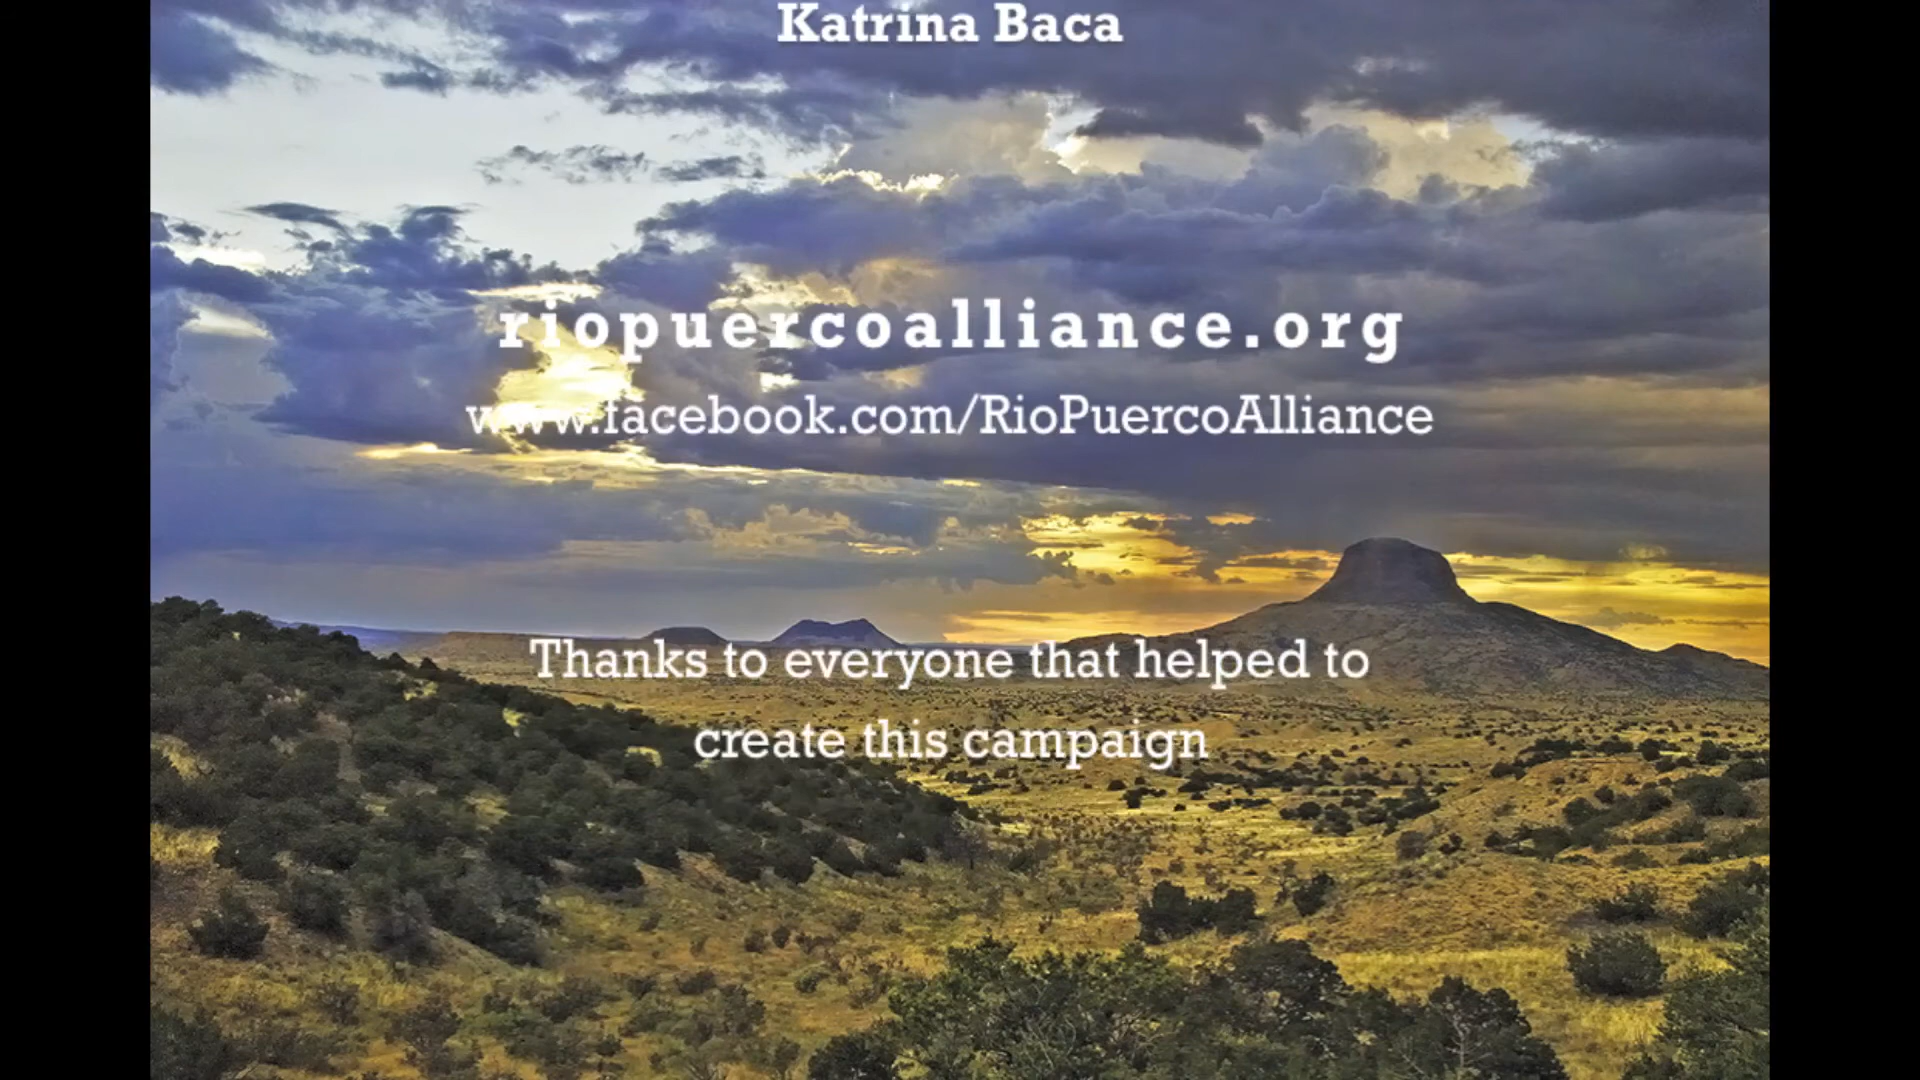 Katrina Baca
riopuercoalliance.org
www.facebook.com/RioPuercoAlliance
Thanks to everyone that helped to
create this campaign